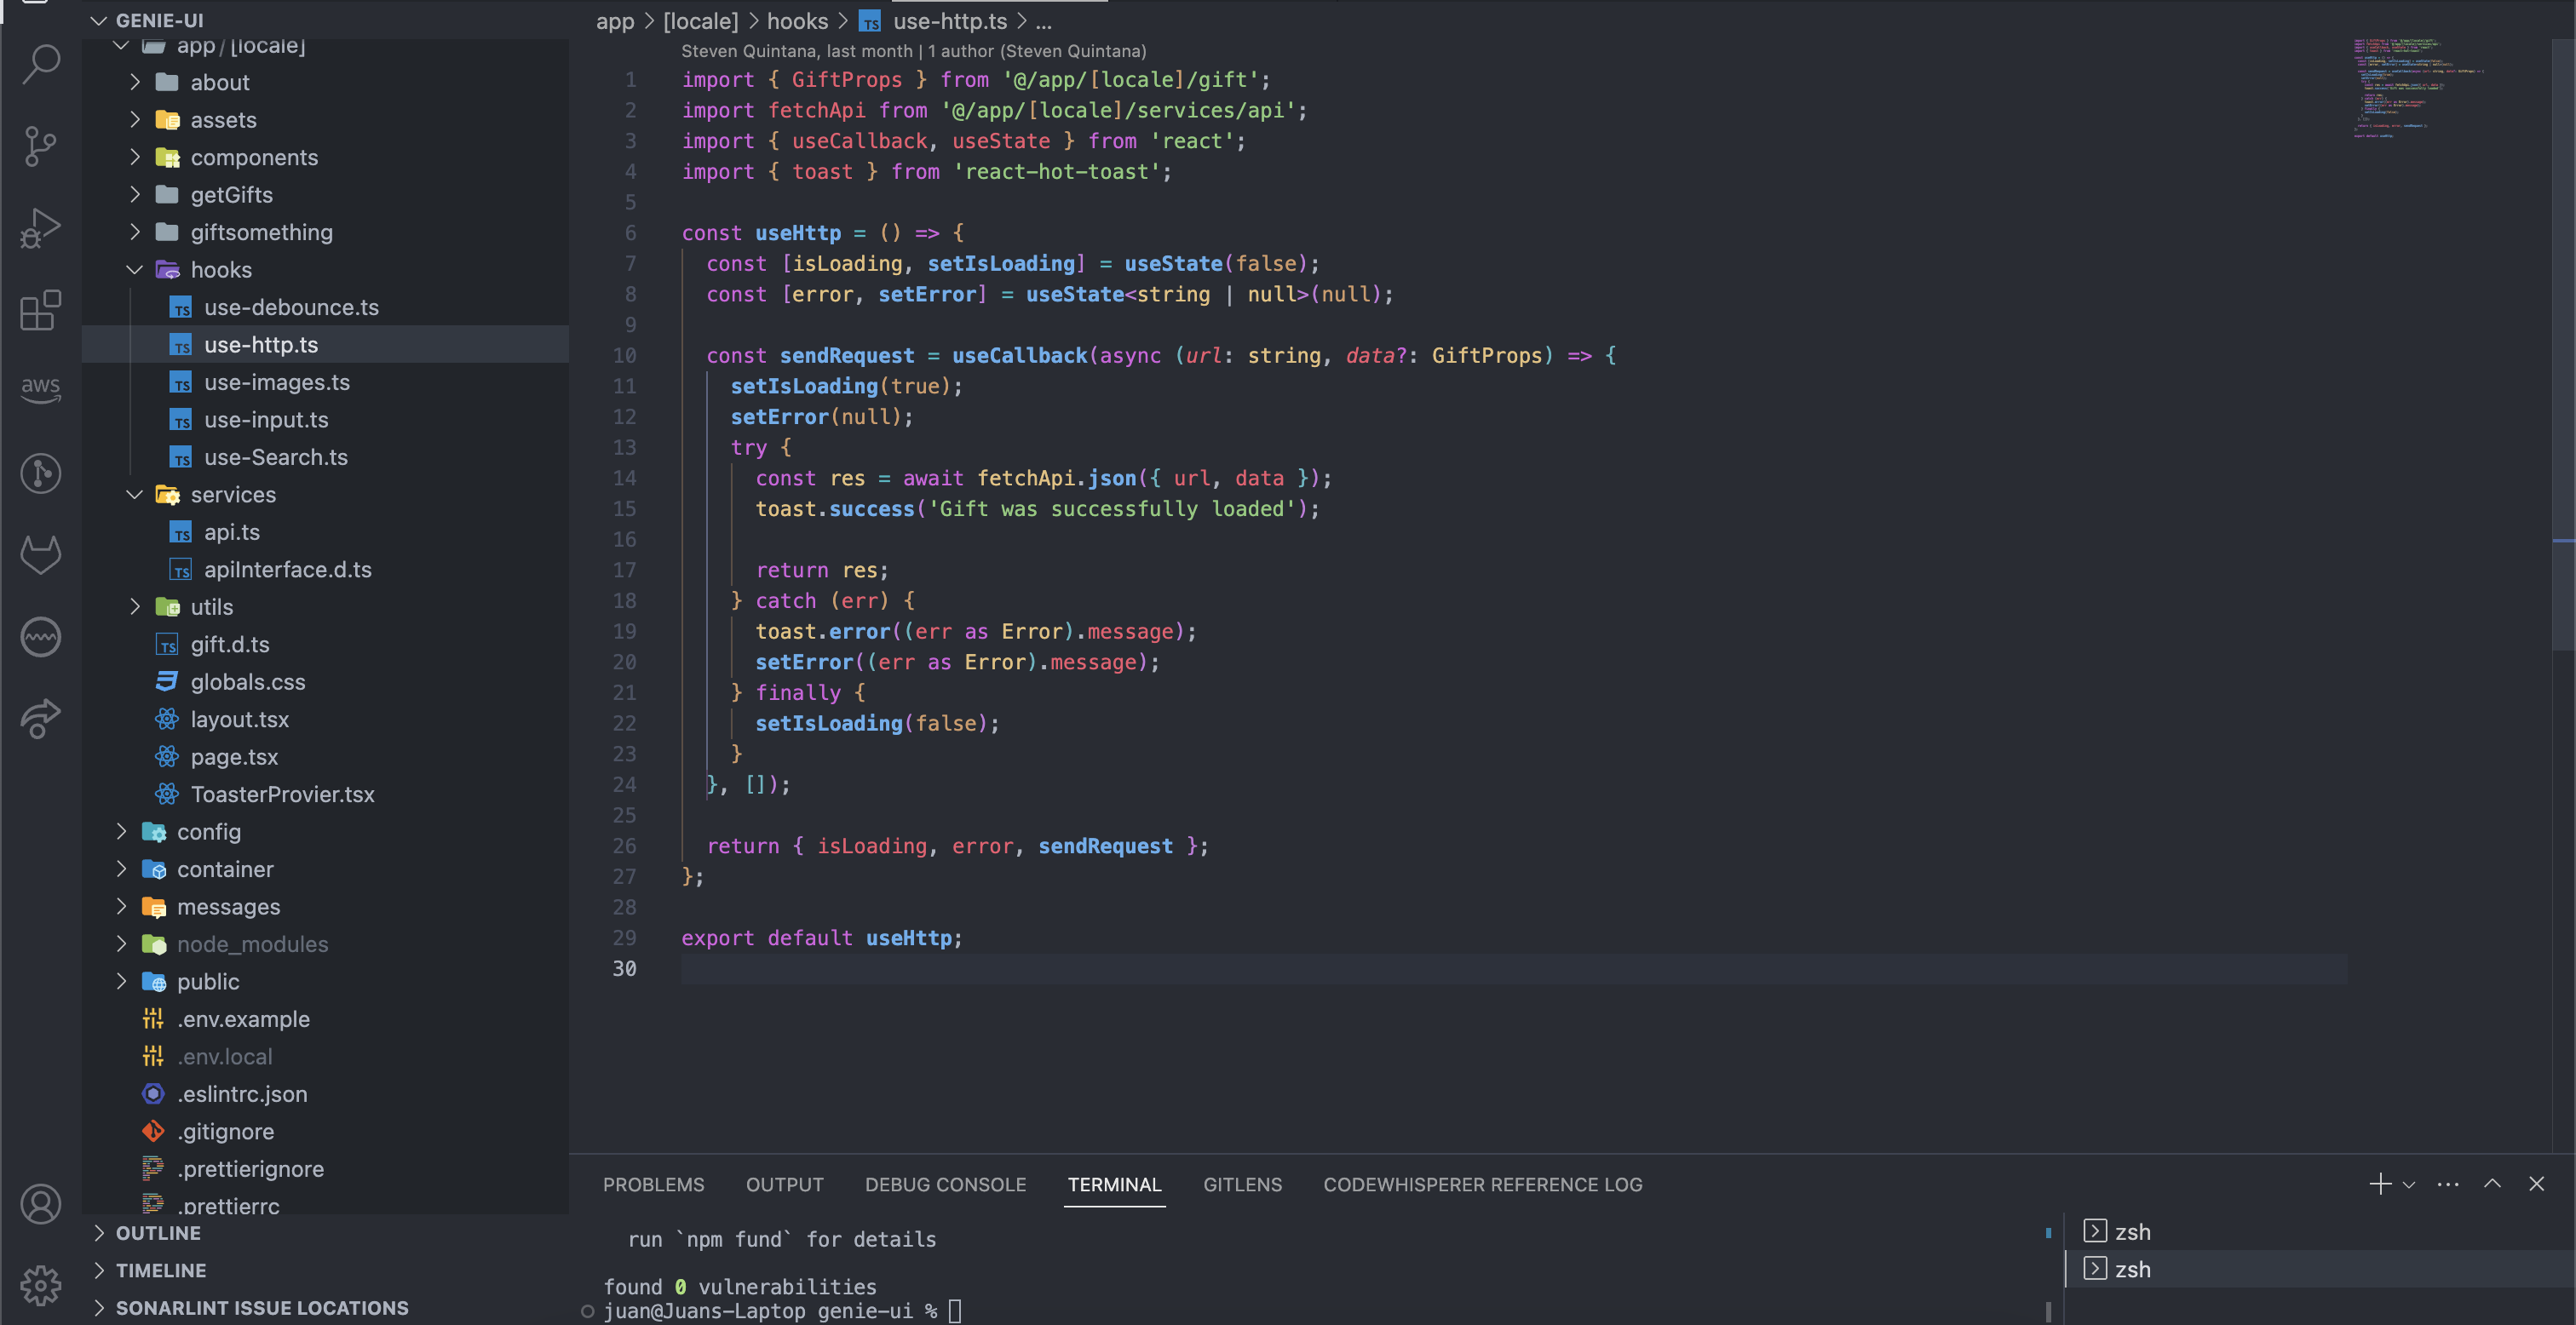 GENIE-UI
app / [locale]
about
assets
components
getGifts
giftsomething
hooks
use-debounce.ts
use-http.ts
use-images.ts
use-input.ts
use-Search.ts
services
api.ts
apiInterface.d.ts
utils
gift.d.ts
globals.css
layout.tsx
page.tsx
ToasterProvier.tsx
config
container
messages
node_modules
public
.env.example
.env.local
.eslintrc.json
.gitignore
.prettierignore
.prettierrc
OUTLINE
TIMELINE
SONARLINT ISSUE LOCATIONS
aws
app > [locale] > hooks > TS use-http.ts > ...
Steven Quintana, last month | 1 author (Steven Quintana)
1 import { GiftProps } from '@/app/[locale]/gift';
2 import fetchApi from '@/app/[locale]/services/api';
3 import { useCallback, useState } from 'react';
4 import { toast } from 'react-hot-toast';
5
6 const useHttp = () => {
7 const [isLoading, setIsLoading] = useState(false);
8 const [error, setError] = useState<string | null>(null);
9
10 const sendRequest = useCallback(async (url: string, data?: GiftProps) => {
11 setIsLoading(true);
12 setError(null);
13 try {
14 const res = await fetchApi.json({ url, data });
15 toast.success('Gift was successfully loaded');
16
17 return res;
18 } catch (err) {
19 toast.error((err as Error).message);
20 setError((err as Error).message);
21 } finally {
22 setIsLoading(false);
23 }
24 }, []);
25
26 return { isLoading, error, sendRequest };
27 };
28
29 export default useHttp;
30
PROBLEMS OUTPUT DEBUG CONSOLE TERMINAL GITLENS CODEWHISPERER REFERENCE LOG
run `npm fund` for details
found 0 vulnerabilities
juan@Juans-Laptop genie-ui %
zsh
zsh